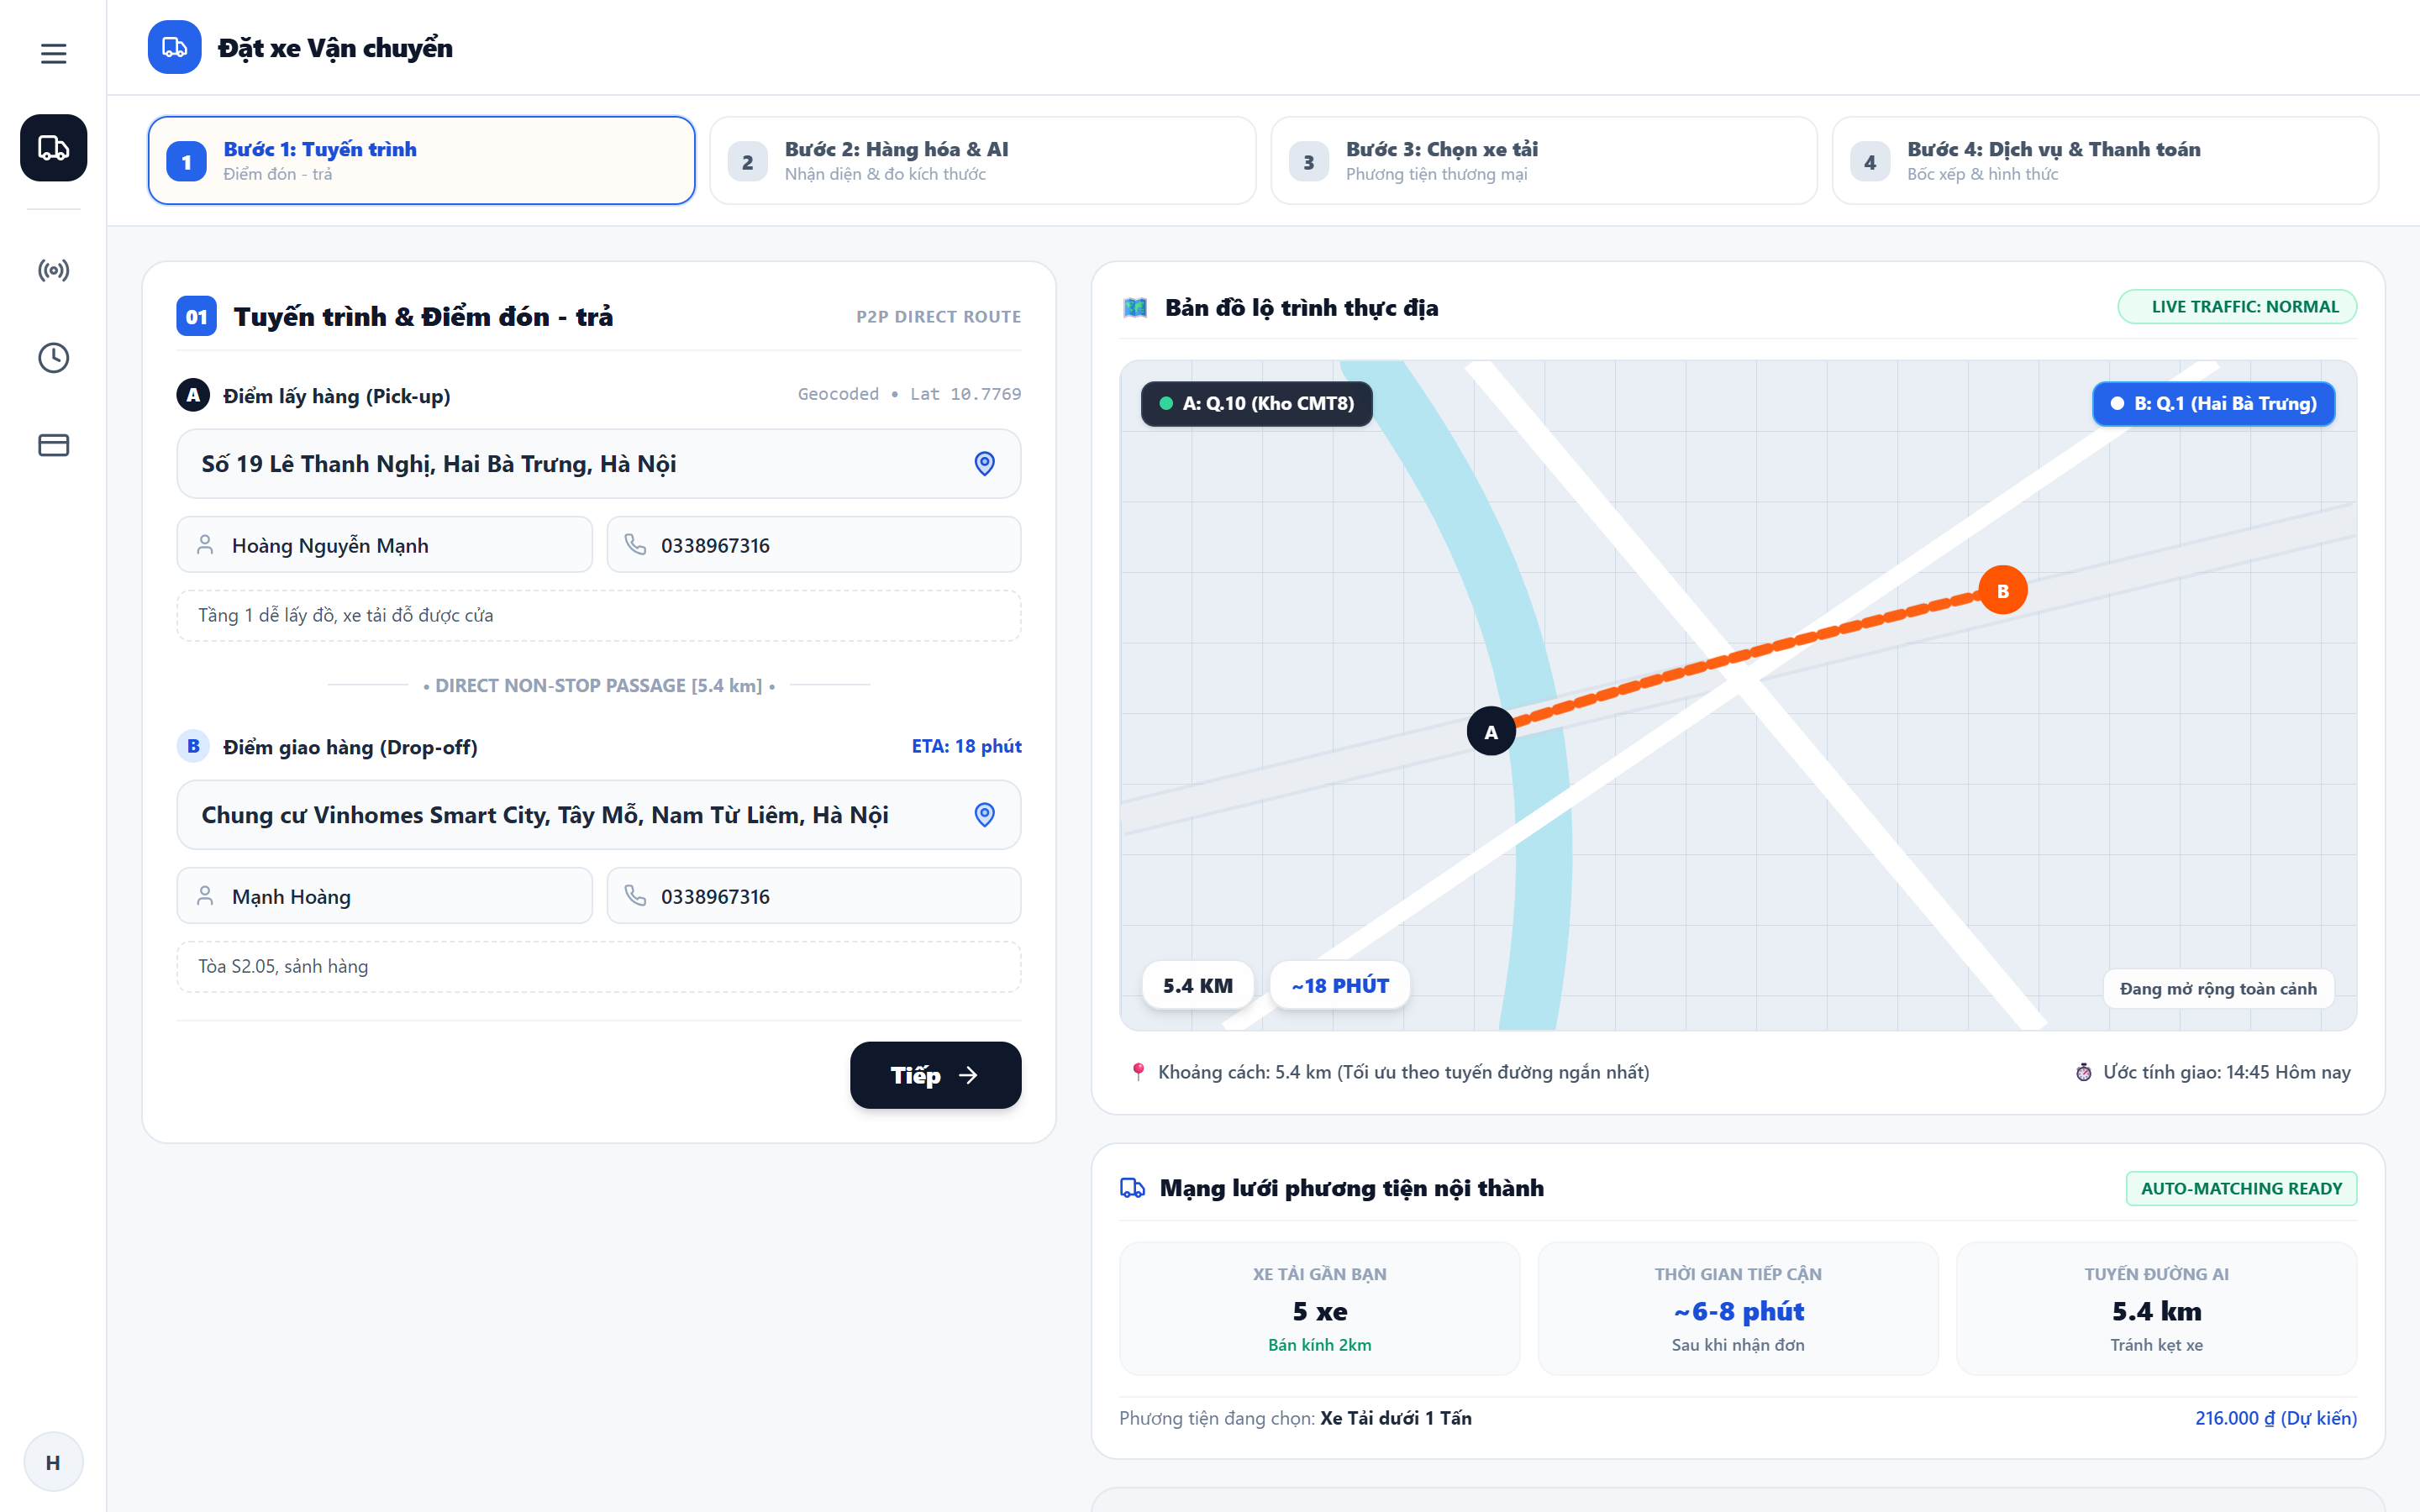 Đặt xe Vận chuyển
1
Bước 1: Tuyến trình
Điểm đón - trả
2
Bước 2: Hàng hóa & AI
Nhận diện & đo kích thước
3
Bước 3: Chọn xe tải
Phương tiện thương mại
4
Bước 4: Dịch vụ & Thanh toán
Bốc xếp & hình thức
01 Tuyến trình & Điểm đón - trả
P2P DIRECT ROUTE
A Điểm lấy hàng (Pick-up)
Geocoded • Lat 10.7769
Số 19 Lê Thanh Nghị, Hai Bà Trưng, Hà Nội
Hoàng Nguyễn Mạnh
0338967316
Tầng 1 dễ lấy đồ, xe tải đỗ được cửa
• DIRECT NON-STOP PASSAGE [5.4 km] •
B Điểm giao hàng (Drop-off)
ETA: 18 phút
Chung cư Vinhomes Smart City, Tây Mỗ, Nam Từ Liêm, Hà Nội
Mạnh Hoàng
0338967316
Tòa S2.05, sảnh hàng
Tiếp →
Bản đồ lộ trình thực địa
LIVE TRAFFIC: NORMAL
A: Q.10 (Kho CMT8)
B: Q.1 (Hai Bà Trưng)
B
A
5.4 KM
~18 PHÚT
Đang mở rộng toàn cảnh
Khoảng cách: 5.4 km (Tối ưu theo tuyến đường ngắn nhất)
Ước tính giao: 14:45 Hôm nay
Mạng lưới phương tiện nội thành
AUTO-MATCHING READY
XE TẢI GẦN BẠN
5 xe
Bán kính 2km
THỜI GIAN TIẾP CẬN
~6-8 phút
Sau khi nhận đơn
TUYẾN ĐƯỜNG AI
5.4 km
Tránh kẹt xe
Phương tiện đang chọn: Xe Tải dưới 1 Tấn
216.000 ₫ (Dự kiến)
H